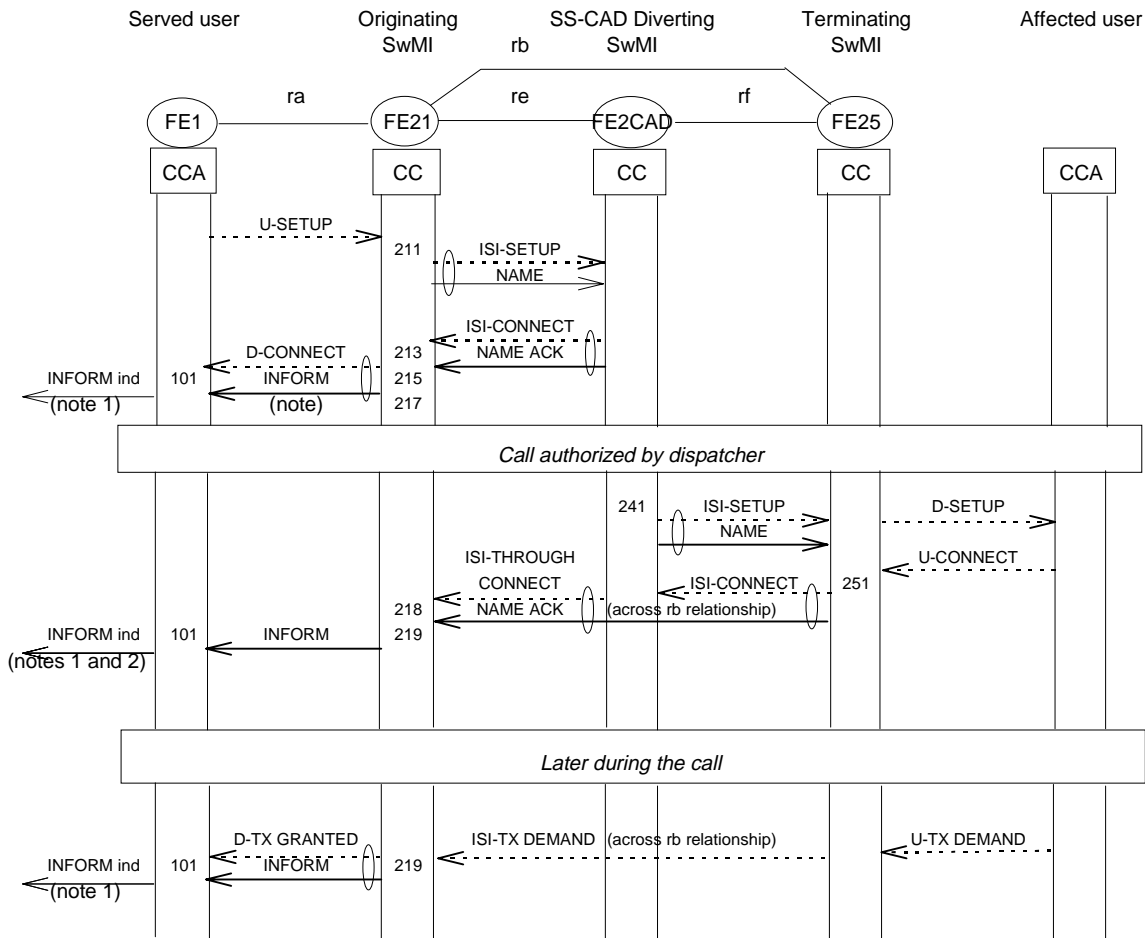 Served user
Originating SwMI
SS-CAD Diverting SwMI
Terminating SwMI
Affected user
rb
ra
re
rf
FE1
FE21
FE2CAD
FE25
CCA
CC
CC
CC
CCA
U-SETUP
211
ISI-SETUP
NAME
ISI-CONNECT
D-CONNECT
213
NAME ACK
INFORM ind
101
INFORM
215
(note 1)
(note)
217
Call authorized by dispatcher
241
ISI-SETUP
D-SETUP
NAME
ISI-THROUGH
U-CONNECT
CONNECT
ISI-CONNECT
251
218
NAME ACK
(across rb relationship)
INFORM ind
101
INFORM
219
(notes 1 and 2)
Later during the call
D-TX GRANTED
ISI-TX DEMAND
(across rb relationship)
U-TX DEMAND
INFORM ind
101
INFORM
219
(note 1)